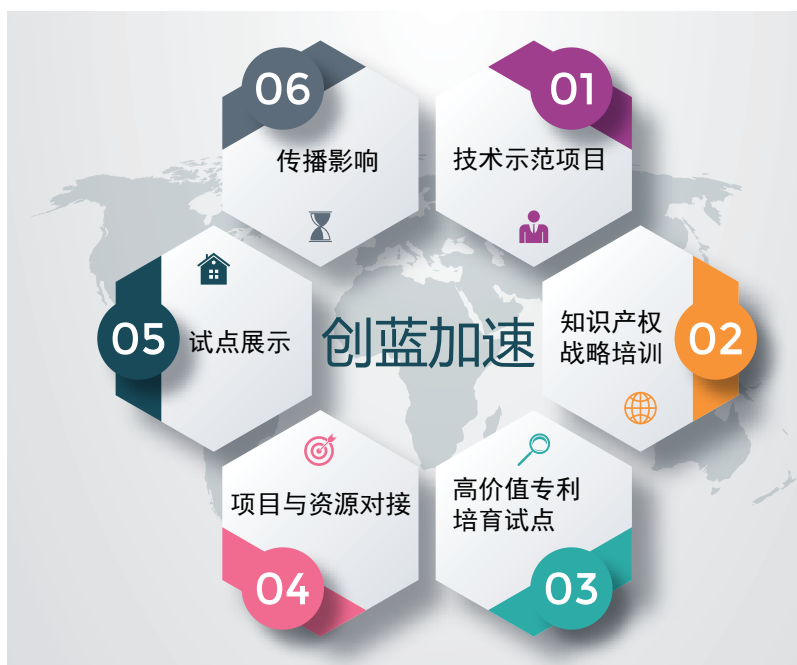 01
技术示范项目
02
知识产权
战略培训
03
高价值专利
培育试点
04
项目与资源对接
05
试点展示
06
传播影响
创蓝加速